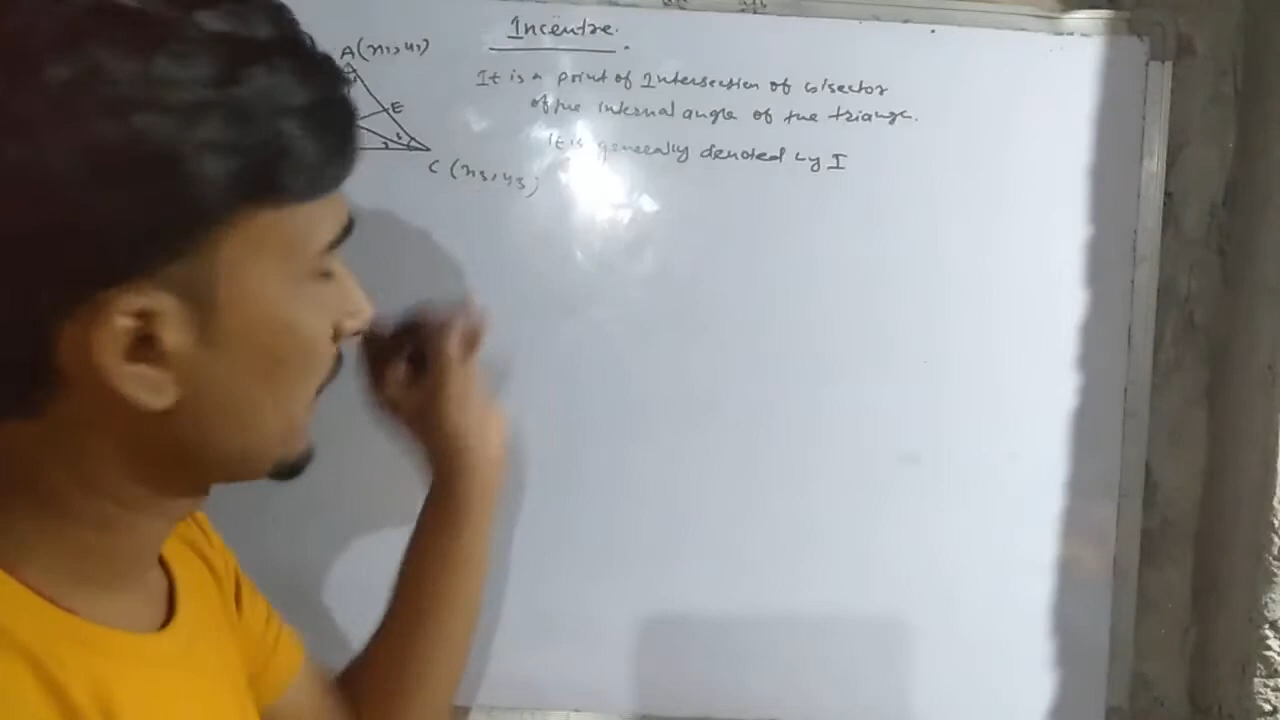 Incentre.
A(x1, y1)
It is a point of Intersection of bisector
of the internal angle of the triange.
It is generally denoted by I
E
C (x3, y3)